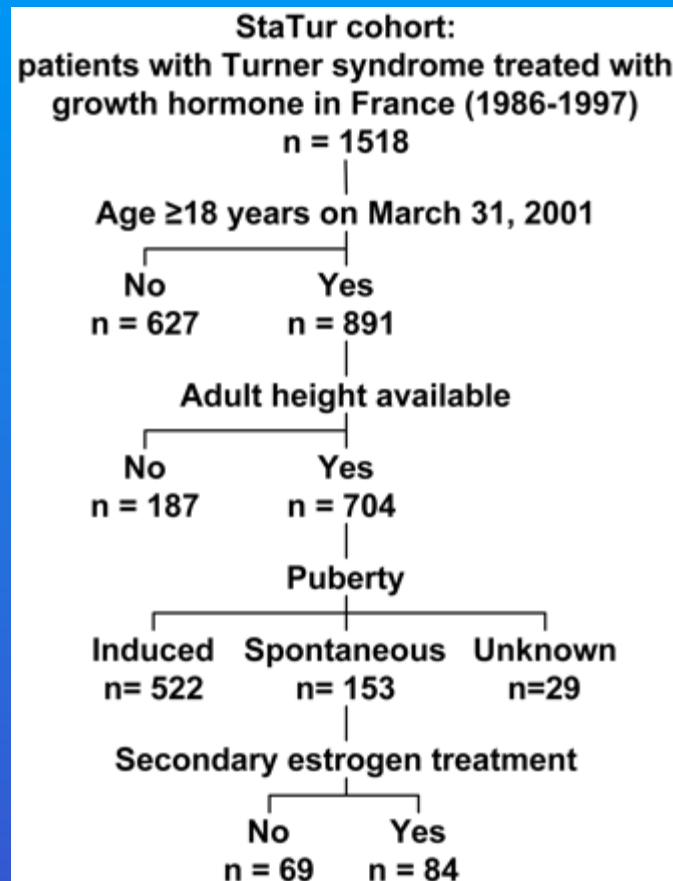 StaTur cohort:
patients with Turner syndrome treated with
growth hormone in France (1986-1997)
n = 1518
Age ≥18 years on March 31, 2001
No Yes
n = 627 n = 891
Adult height available
No Yes
n = 187 n = 704
Puberty
Induced Spontaneous Unknown
n= 522 n= 153 n=29
Secondary estrogen treatment
No Yes
n = 69 n = 84